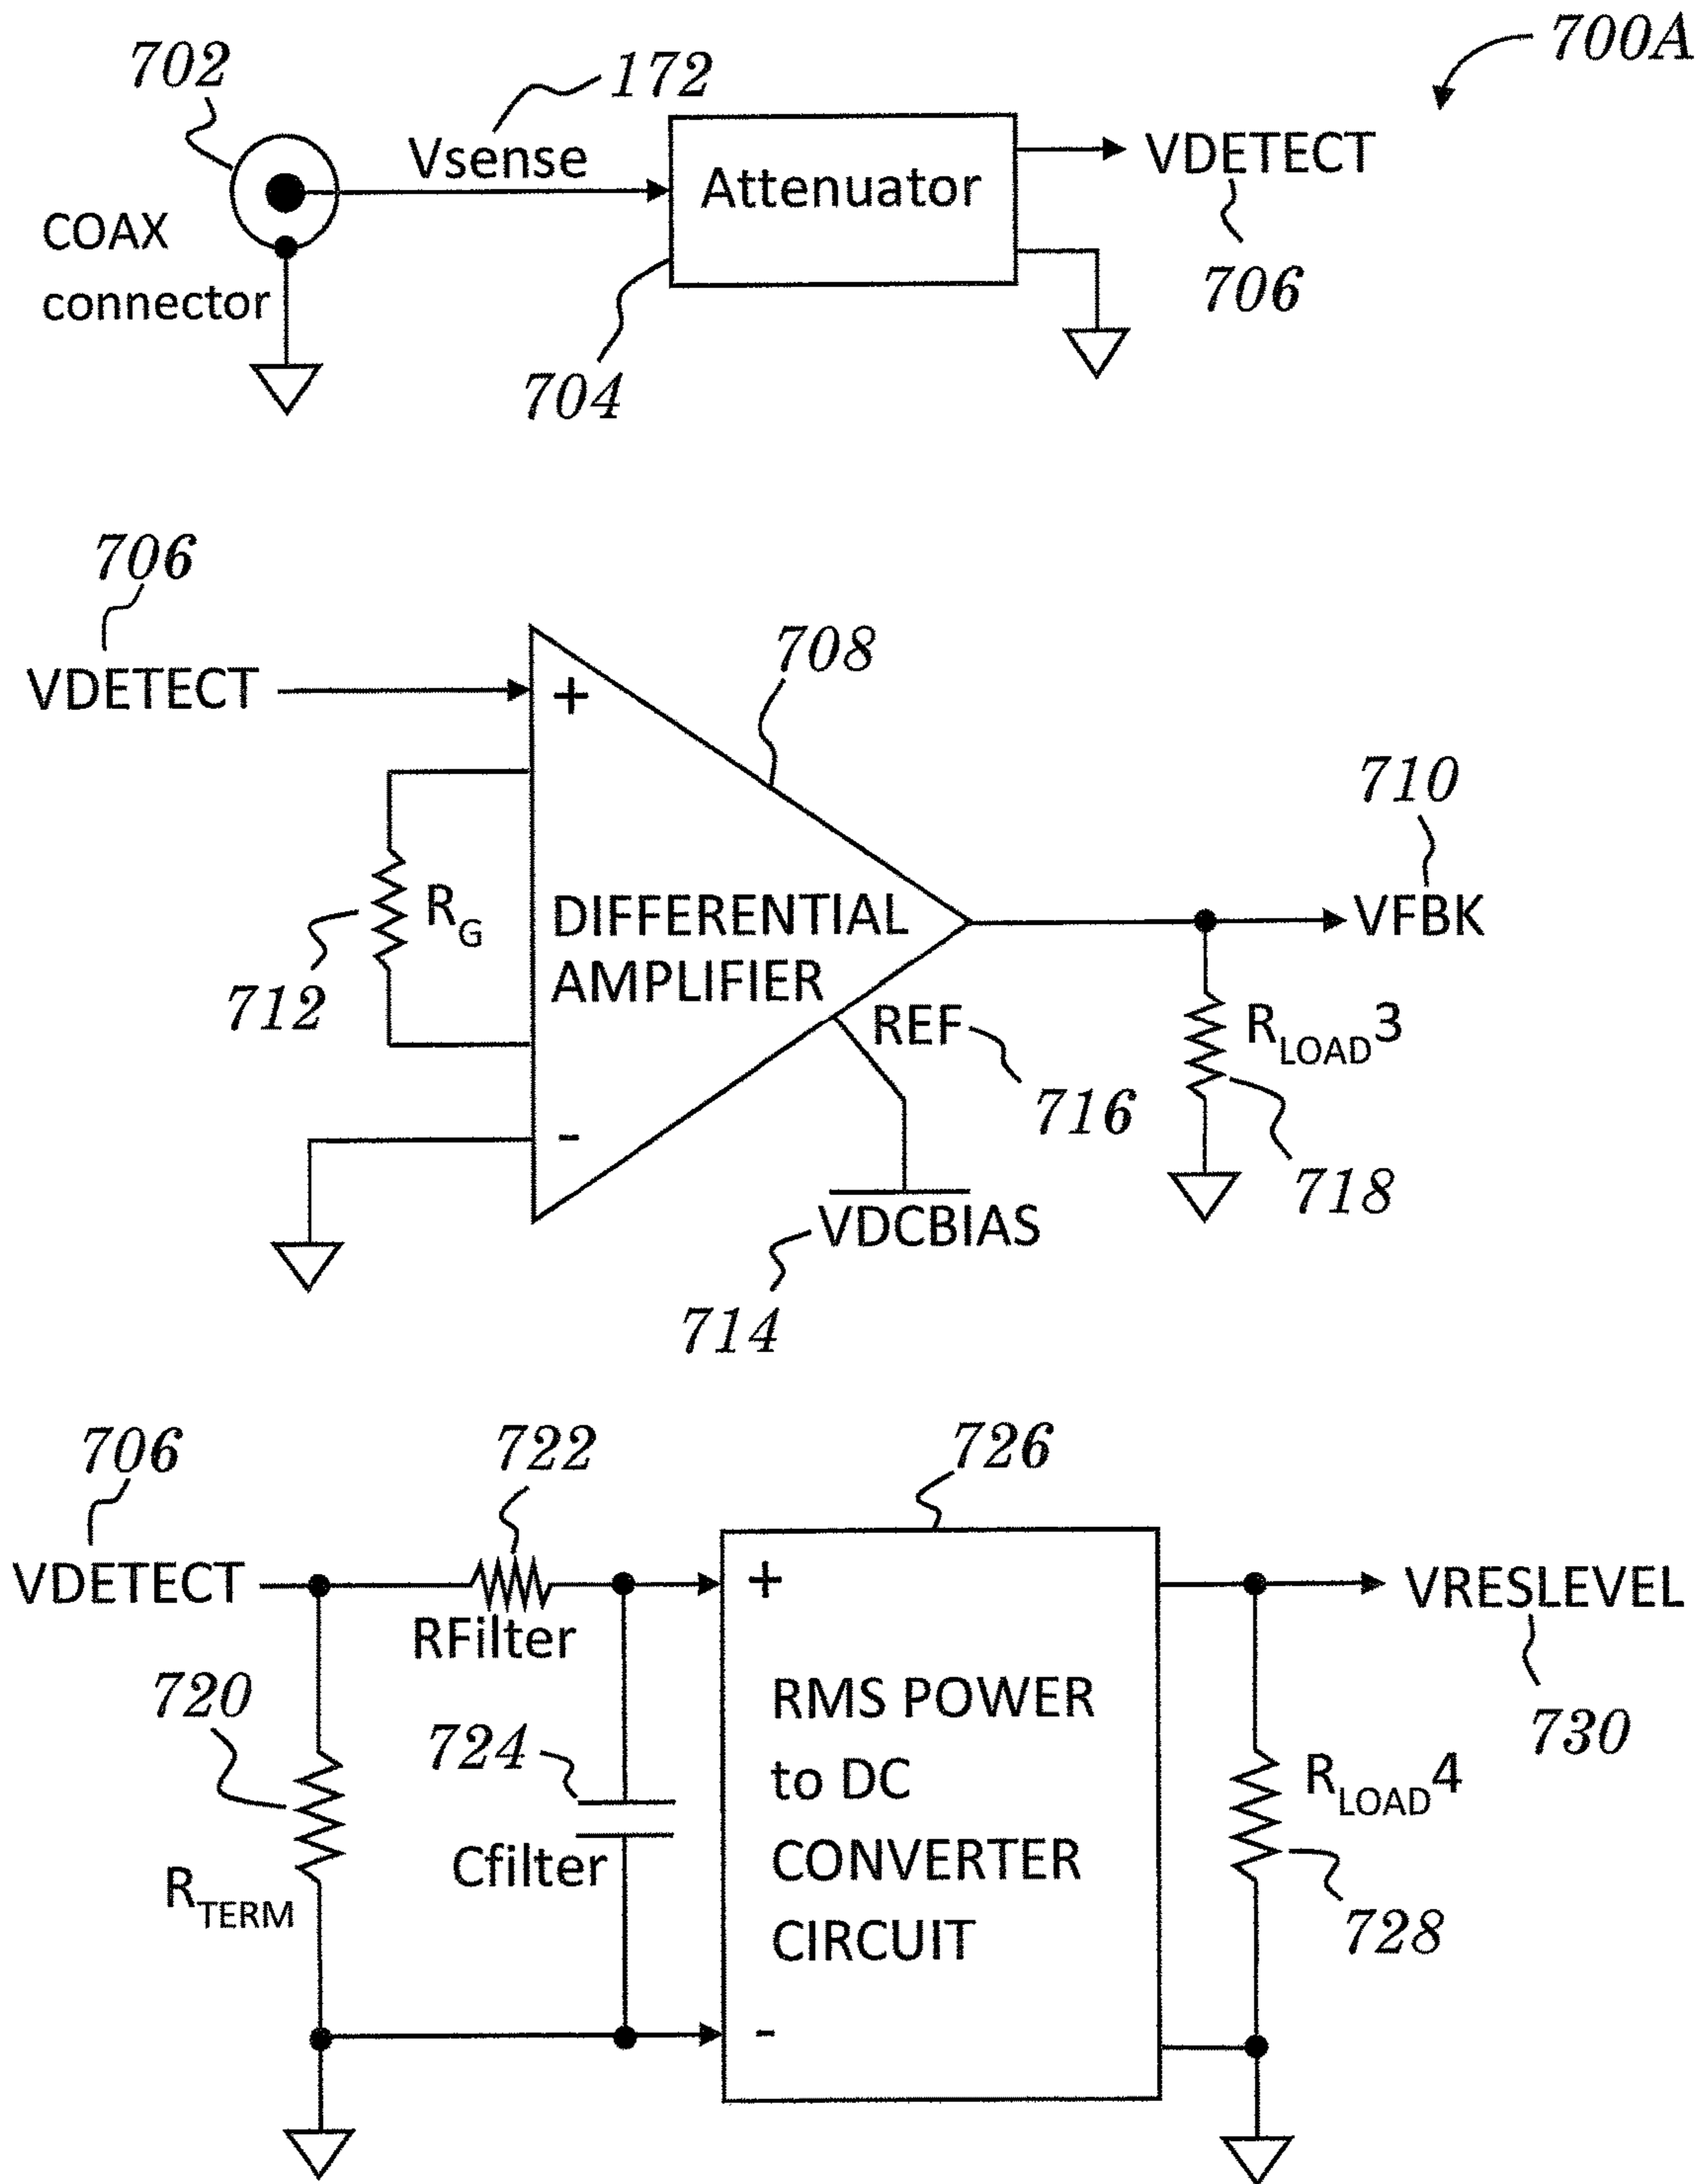 700A
702
172
Vsense
Attenuator
VDETECT
COAX
connector
706
704
706
VDETECT
+
708
710
VFBK
RG
712
DIFFERENTIAL
AMPLIFIER
REF
716
RLOAD3
718
-
VDCBIAS
714
706
722
726
VDETECT
RFilter
+
VRESLEVEL
730
720
724
RMS POWER
to DC
CONVERTER
CIRCUIT
RLOAD4
728
Cfilter
RTERM
-